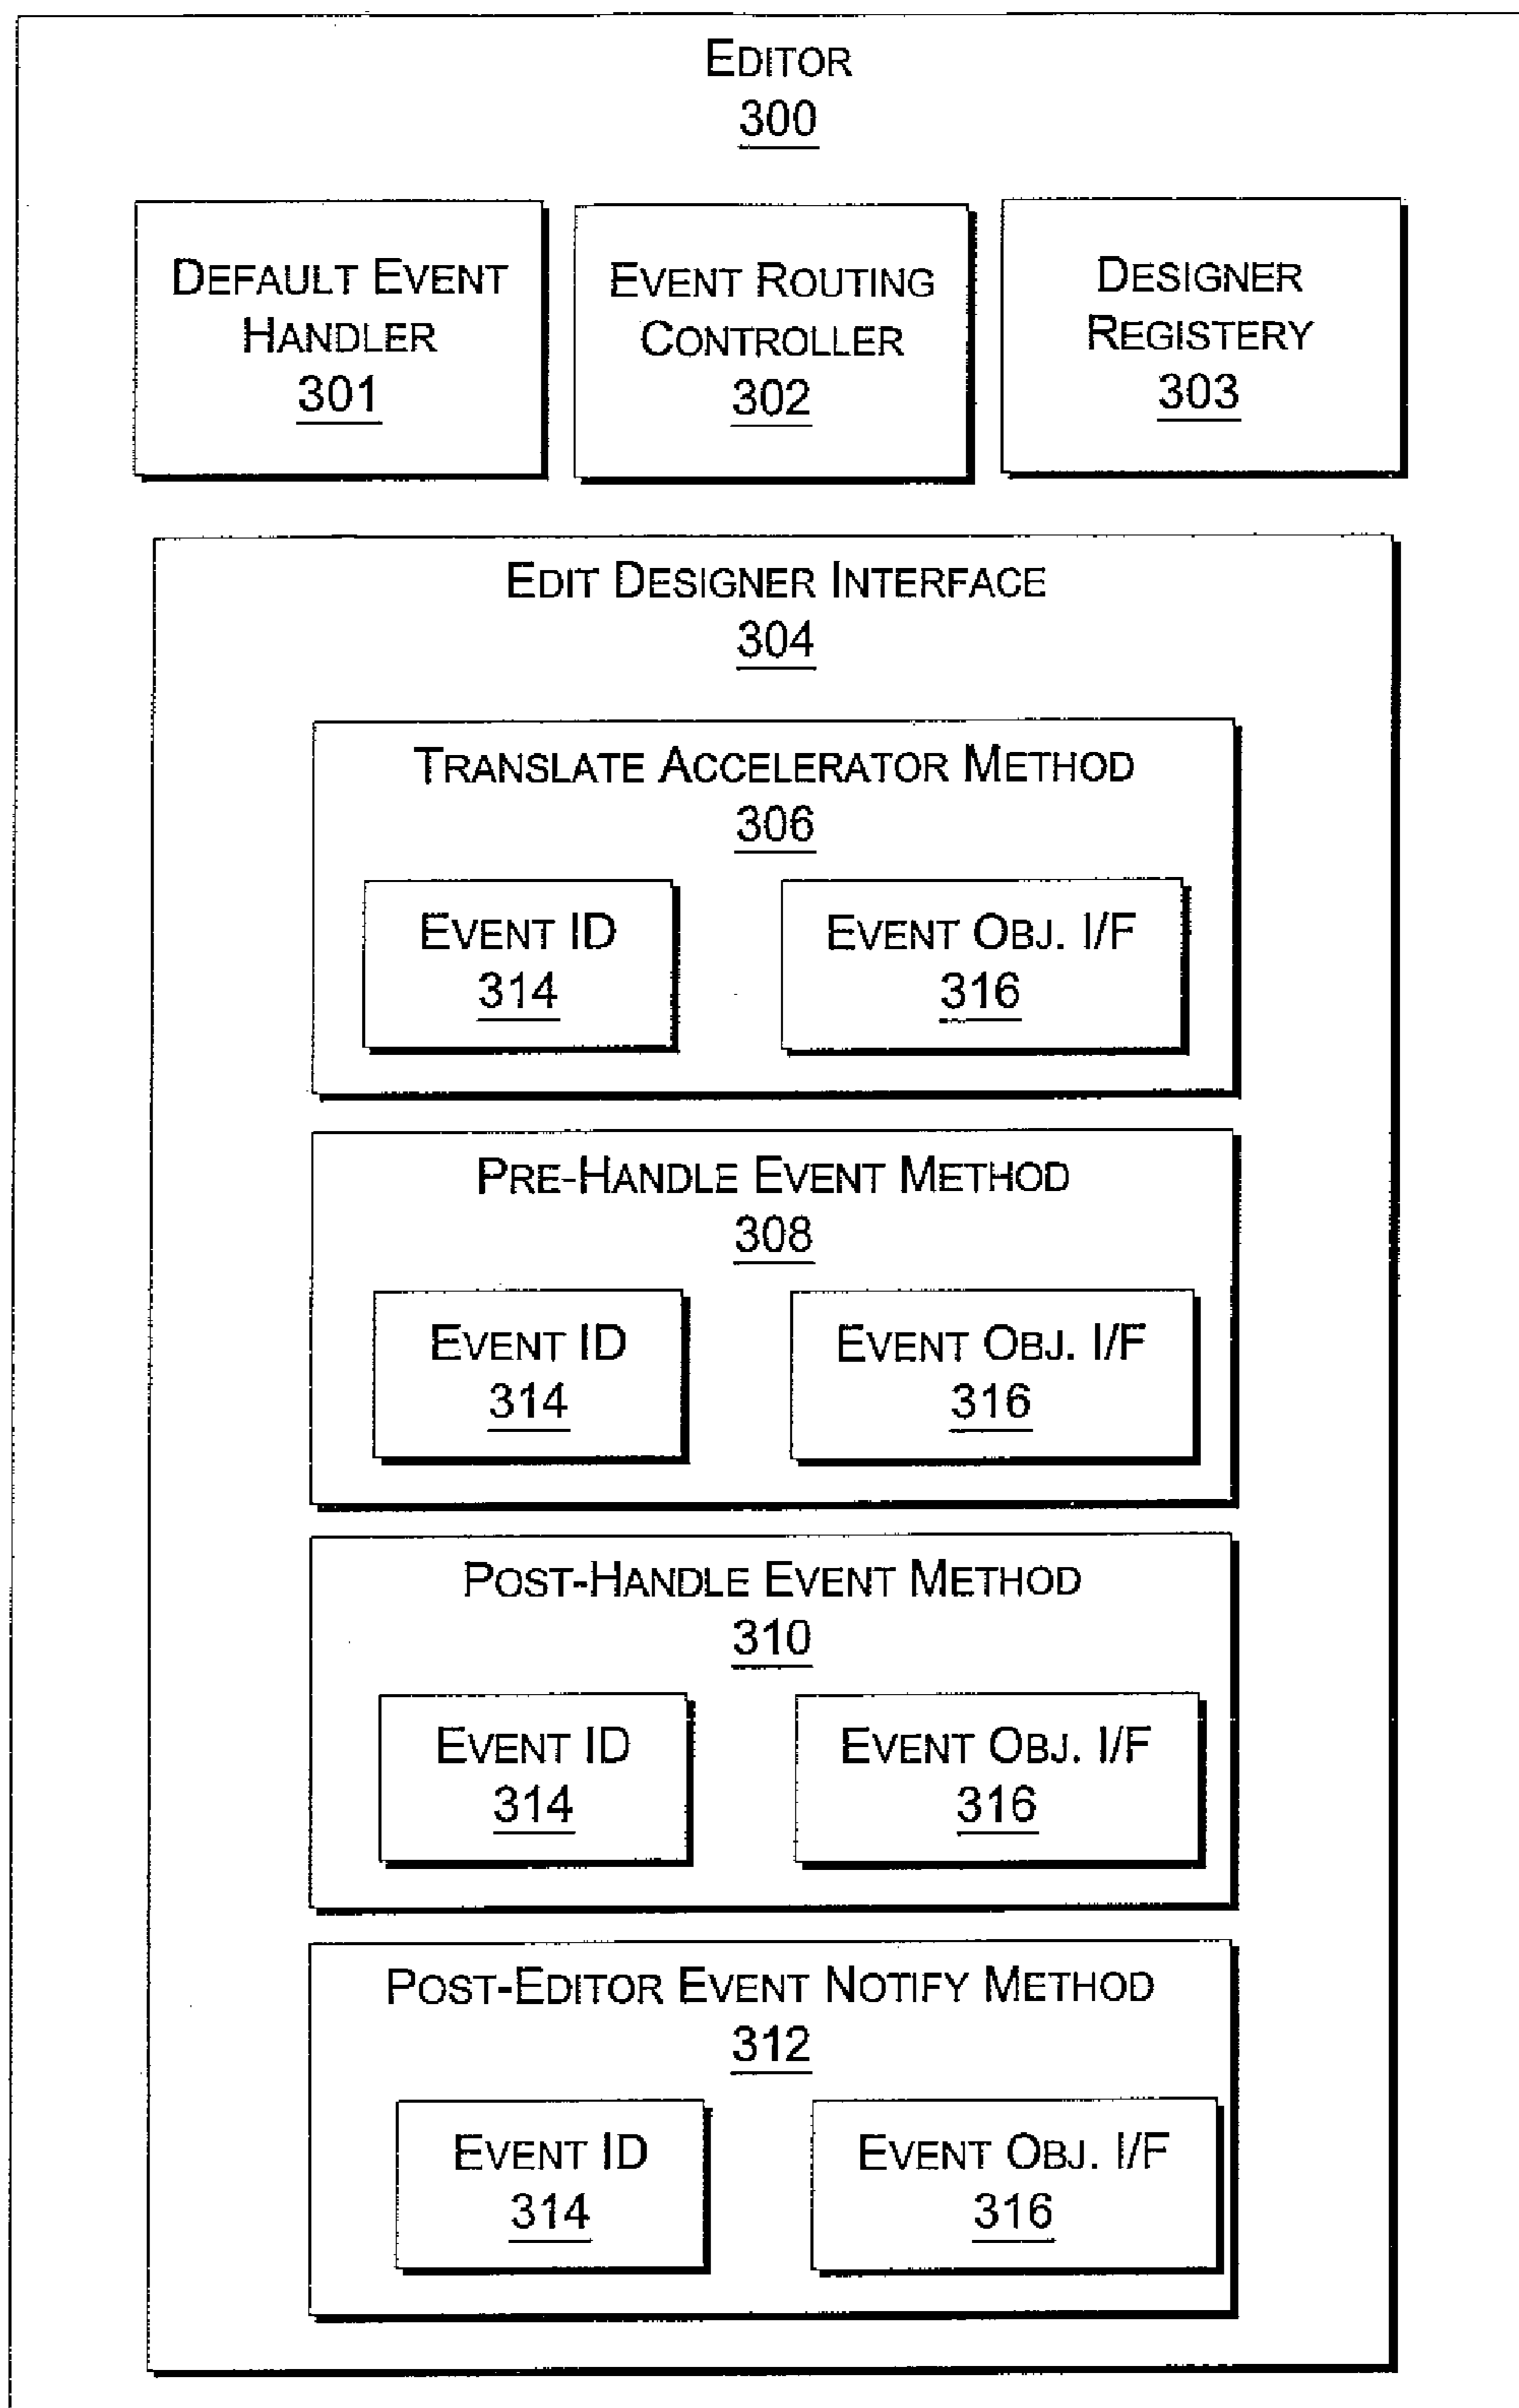 EDITOR
300
DEFAULT EVENT
HANDLER
301
EVENT ROUTING
CONTROLLER
302
DESIGNER
REGISTERY
303
EDIT DESIGNER INTERFACE
304
TRANSLATE ACCELERATOR METHOD
306
EVENT ID
314
EVENT OBJ. I/F
316
PRE-HANDLE EVENT METHOD
308
EVENT ID
314
EVENT OBJ. I/F
316
POST-HANDLE EVENT METHOD
310
EVENT ID
314
EVENT OBJ. I/F
316
POST-EDITOR EVENT NOTIFY METHOD
312
EVENT ID
314
EVENT OBJ. I/F
316